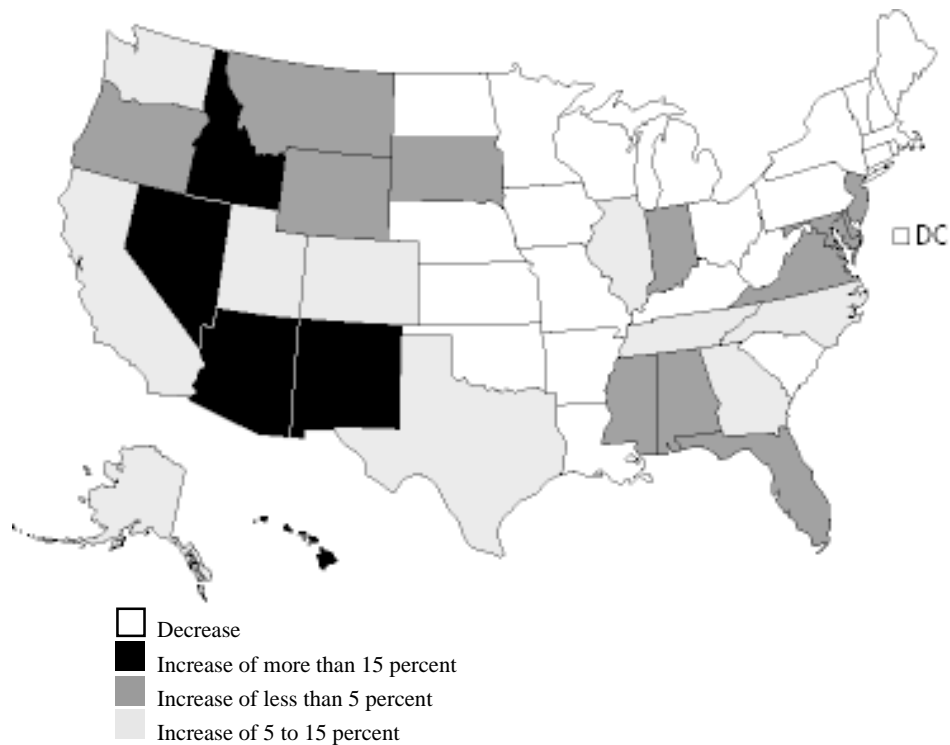 DC
Decrease
Increase of more than 15 percent
Increase of less than 5 percent
Increase of 5 to 15 percent